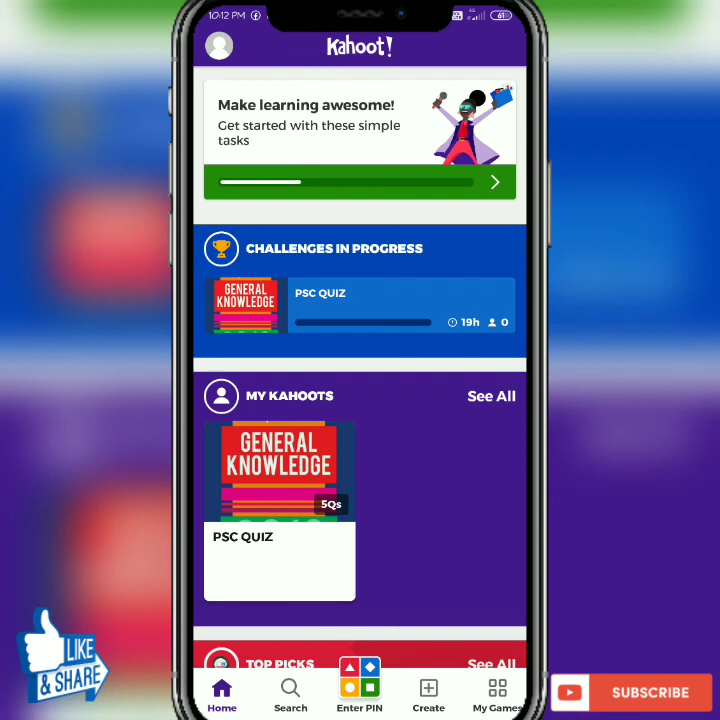 10:12 PM
61
Kahoot!
Make learning awesome!
Get started with these simple
tasks
CHALLENGES IN PROGRESS
GENERAL
KNOWLEDGE
PSC QUIZ
19h 0
MY KAHOOTS
See All
GENERAL
KNOWLEDGE
5Qs
PSC QUIZ
TOP PICKS
See All
Home
Search
Enter PIN
Create
My Games
LIKE
& SHARE
SUBSCRIBE